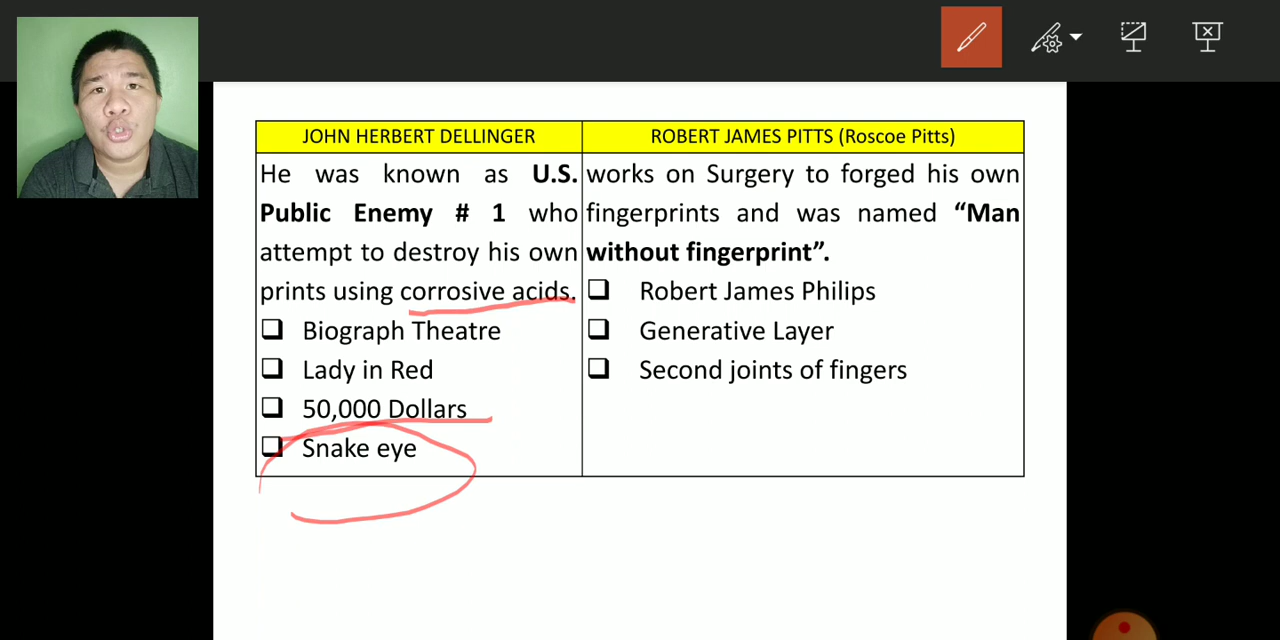 JOHN HERBERT DELLINGER
He was known as U.S.
Public Enemy # 1 who
attempt to destroy his own
prints using corrosive acids.
Biograph Theatre
Lady in Red
50,000 Dollars
Snake eye
ROBERT JAMES PITTS (Roscoe Pitts)
works on Surgery to forged his own
fingerprints and was named “Man
without fingerprint”.
Robert James Philips
Generative Layer
Second joints of fingers